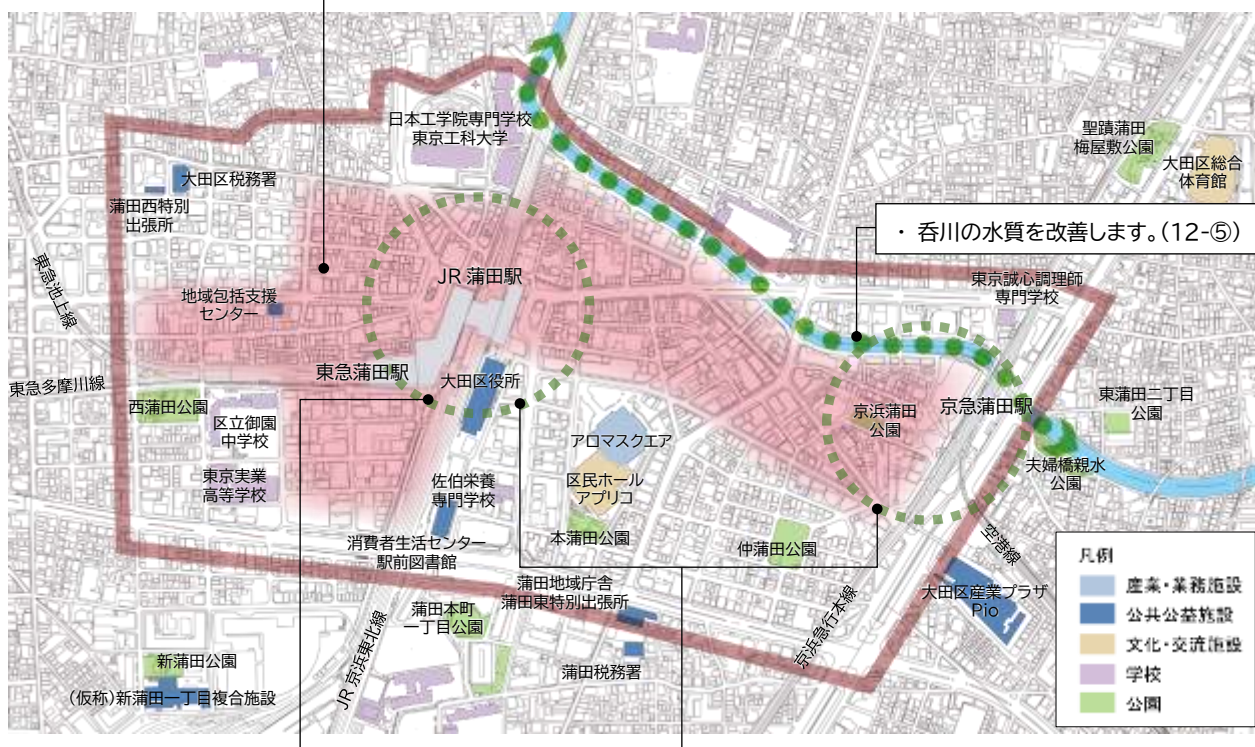 日本工学院専門学校
東京工科大学
聖蹟蒲田
梅屋敷公園
大田区総合
体育館
大田区税務署
蒲田西特別
出張所
・ 呑川の水質を改善します。(12-⑤)
東急池上線
JR 蒲田駅
東京誠心調理師
専門学校
地域包括支援
センター
東急蒲田駅
大田区役所
東急多摩川線
西蒲田公園
区立御園
中学校
アロマスクエア
京浜蒲田
公園
京急蒲田駅
東蒲田二丁目
公園
東京実業
高等学校
佐伯栄養
専門学校
区民ホール
アプリコ
夫婦橋親水
公園
消費者生活センター
駅前図書館
本蒲田公園
仲蒲田公園
空港線
蒲田地域庁舎
蒲田東特別出張所
大田区産業プラザ
Pio
蒲田本町
一丁目公園
京浜急行本線
新蒲田公園
蒲田税務署
(仮称)新蒲田一丁目複合施設
JR 京浜東北線
凡例
産業・業務施設
公共公益施設
文化・交流施設
学校
公園